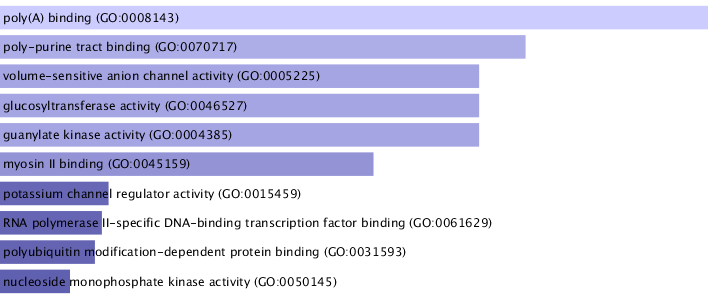 poly(A) binding (GO:0008143)
poly-purine tract binding (GO:0070717)
volume-sensitive anion channel activity (GO:0005225)
glucosyltransferase activity (GO:0046527)
guanylate kinase activity (GO:0004385)
myosin II binding (GO:0045159)
potassium channel regulator activity (GO:0015459)
RNA polymerase II-specific DNA-binding transcription factor binding (GO:0061629)
polyubiquitin modification-dependent protein binding (GO:0031593)
nucleoside monophosphate kinase activity (GO:0050145)